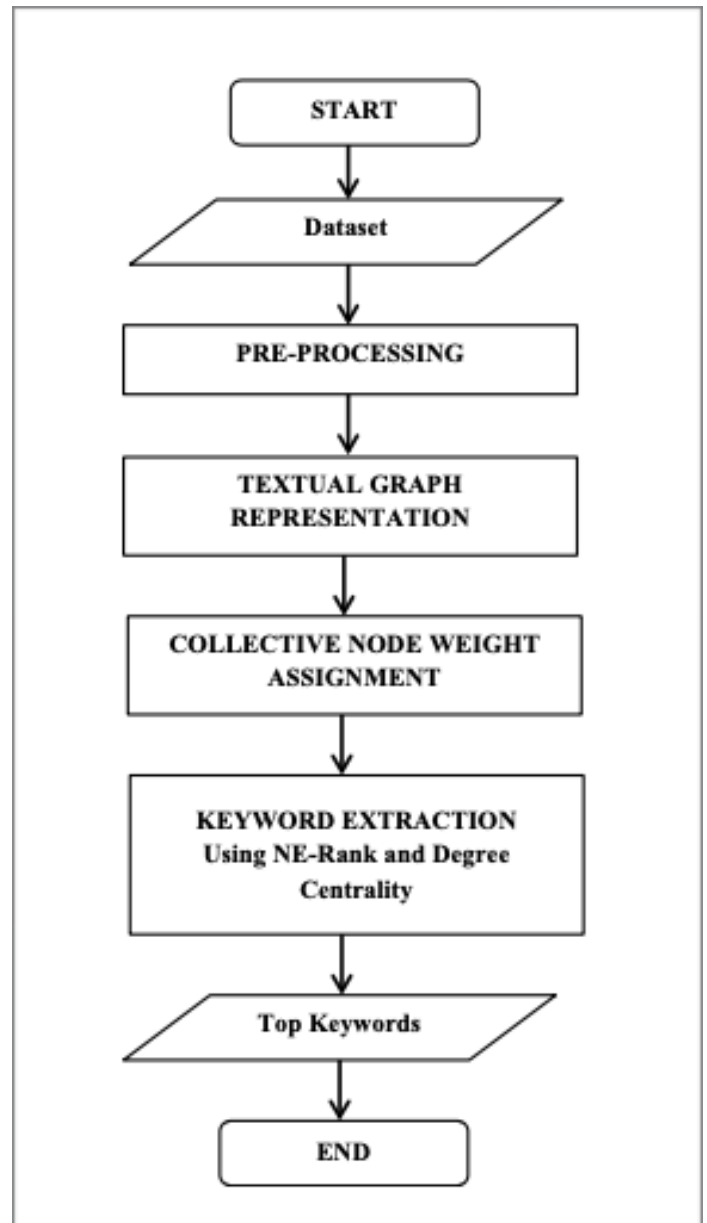 START
Dataset
PRE-PROCESSING
TEXTUAL GRAPH
REPRESENTATION
COLLECTIVE NODE WEIGHT
ASSIGNMENT
KEYWORD EXTRACTION
Using NE-Rank and Degree
Centrality
Top Keywords
END